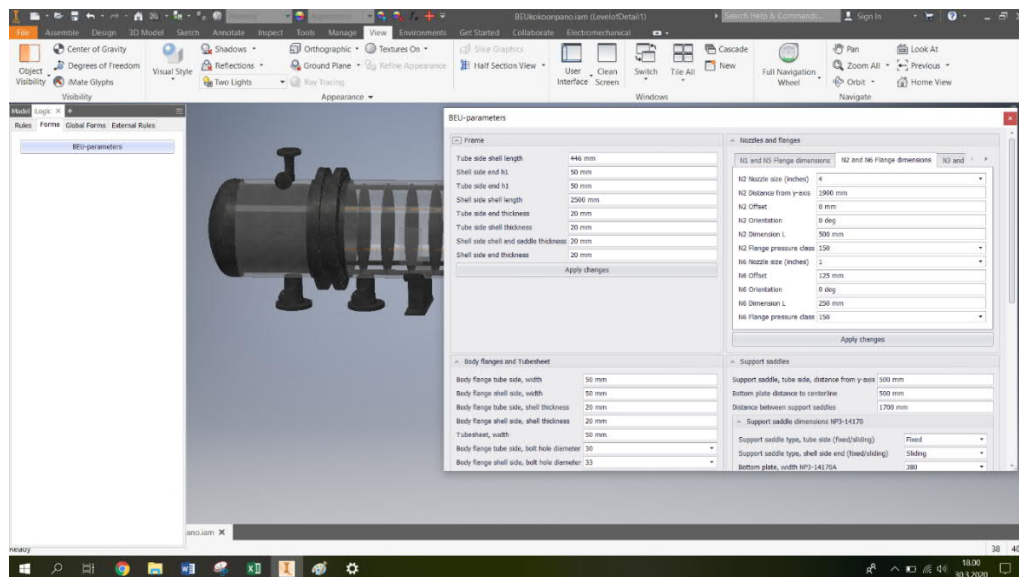 BEUkokoonpano.iam (LevelofDetail1)
Search Help & Commands...
Sign In
File Assemble Design 3D Model Sketch Annotate Inspect Tools Manage View Environments Get Started Collaborate Electromechanical
Object Visibility
Center of Gravity
Degrees of Freedom
iMate Glyphs
Visibility
Visual Style
Shadows
Reflections
Two Lights
Orthographic
Ground Plane
Ray Tracing
Textures On
Refine Appearance
Appearance
Slice Graphics
Half Section View
User Interface
Clean Screen
Switch
Tile All
Cascade
New
Windows
Full Navigation Wheel
Pan
Zoom All
Orbit
Look At
Previous
Home View
Navigate
Model iLogic × +
Rules Forms Global Forms External Rules
BEU-parameters
BEU-parameters
Frame
Tube side shell length 446 mm
Shell side end h1 50 mm
Tube side end h1 50 mm
Shell side shell length 2500 mm
Tube side end thickness 20 mm
Tube side shell thickness 20 mm
Shell side shell and saddle thickness 20 mm
Shell side end thickness 20 mm
Apply changes
Body flanges and Tubesheet
Body flange tube side, width 50 mm
Body flange shell side, width 50 mm
Body flange tube side, shell thickness 20 mm
Body flange shell side, shell thickness 20 mm
Tubesheet, width 50 mm
Body flange tube side, bolt hole diameter 30
Body flange shell side, bolt hole diameter 33
Nozzles and flanges
N1 and N5 Flange dimensions N2 and N6 Flange dimensions N3 and
N2 Nozzle size (inches) 4
N2 Distance from y-axis 1900 mm
N2 Offset 0 mm
N2 Orientation 0 deg
N2 Dimension L 500 mm
N2 Flange pressure class 150
N6 Nozzle size (inches) 1
N6 Offset 125 mm
N6 Orientation 0 deg
N6 Dimension L 250 mm
N6 Flange pressure class 150
Apply changes
Support saddles
Support saddle, tube side, distance from y-axis 500 mm
Bottom plate distance to centerline 500 mm
Distance between support saddles 1700 mm
Support saddle dimensions NP3-14170
Support saddle type, tube side (fixed/sliding) Fixed
Support saddle type, shell side end (fixed/sliding) Sliding
Bottom plate, width NP3-14170A 280
pano.iam X
Ready
38 40
18.00
30.3.2020